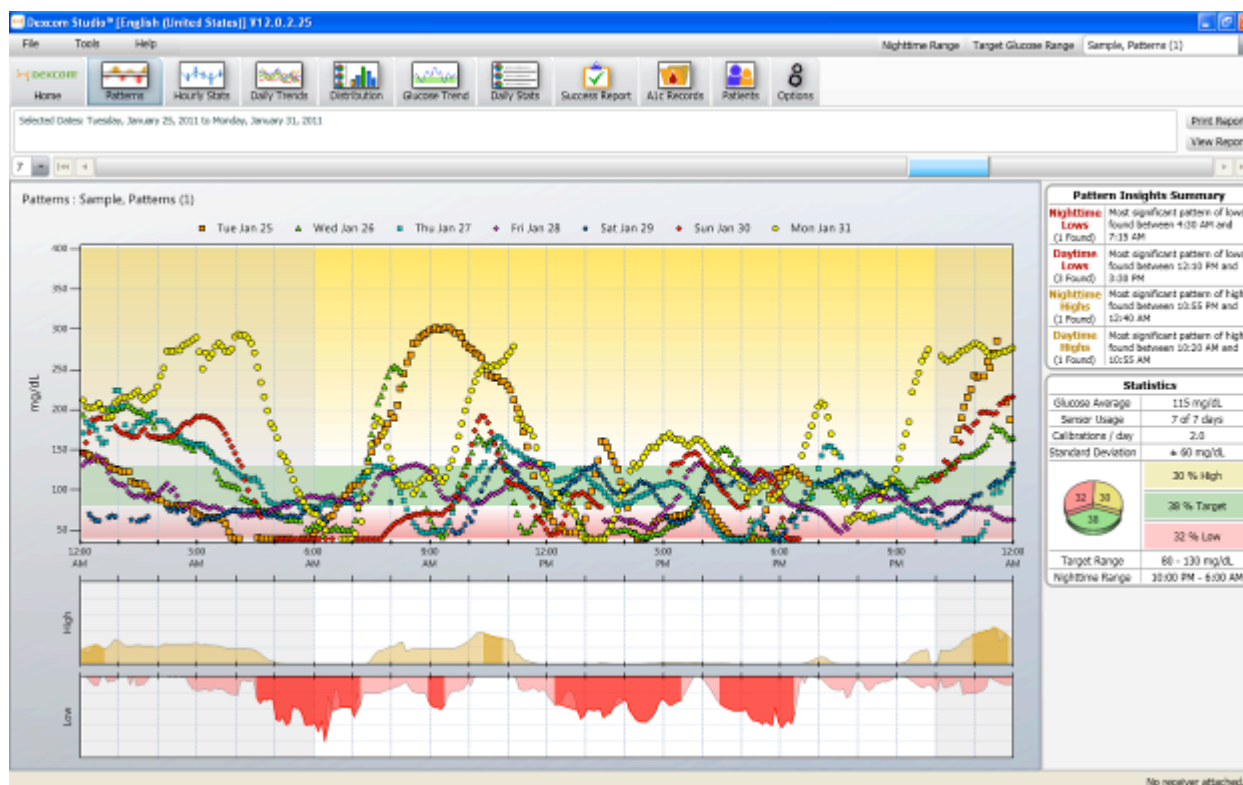 Dexcom Studio™ [English (United States)] V12.0.2.25
File Tools Help Nighttime Range Target Glucose Range Sample, Patterns (1)
DEXCOM
Home Patterns Hourly Stats Daily Trends Distribution Glucose Trend Daily Stats Success Report A1c Records Patients Options
Selected Dates: Tuesday, January 25, 2011 to Monday, January 31, 2011
Print Repor
View Repor
7
Patterns : Sample, Patterns (1)
Tue Jan 25 Wed Jan 26 Thu Jan 27 Fri Jan 28 Sat Jan 29 Sun Jan 30 Mon Jan 31
mg/dL
400
350
300
250
200
150
100
50
12:00 AM 3:00 AM 6:00 AM 9:00 AM 12:00 PM 3:00 PM 6:00 PM 9:00 PM 12:00 AM
High
Low
Pattern Insights Summary
Nighttime Lows (1 Found)
Most significant pattern of lows
found between 4:30 AM and
7:15 AM
Daytime Lows (3 Found)
Most significant pattern of lows
found between 12:10 PM and
3:30 PM
Nighttime Highs (1 Found)
Most significant pattern of high
found between 10:55 PM and
12:40 AM
Daytime Highs (1 Found)
Most significant pattern of high
found between 10:20 AM and
10:55 AM
Statistics
Glucose Average 115 mg/dL
Sensor Usage 7 of 7 days
Calibrations / day 2.0
Standard Deviation ± 60 mg/dL
32 30 38
30 % High
38 % Target
32 % Low
Target Range 80 - 130 mg/dL
Nighttime Range 10:00 PM - 6:00 AM
No receiver attached.